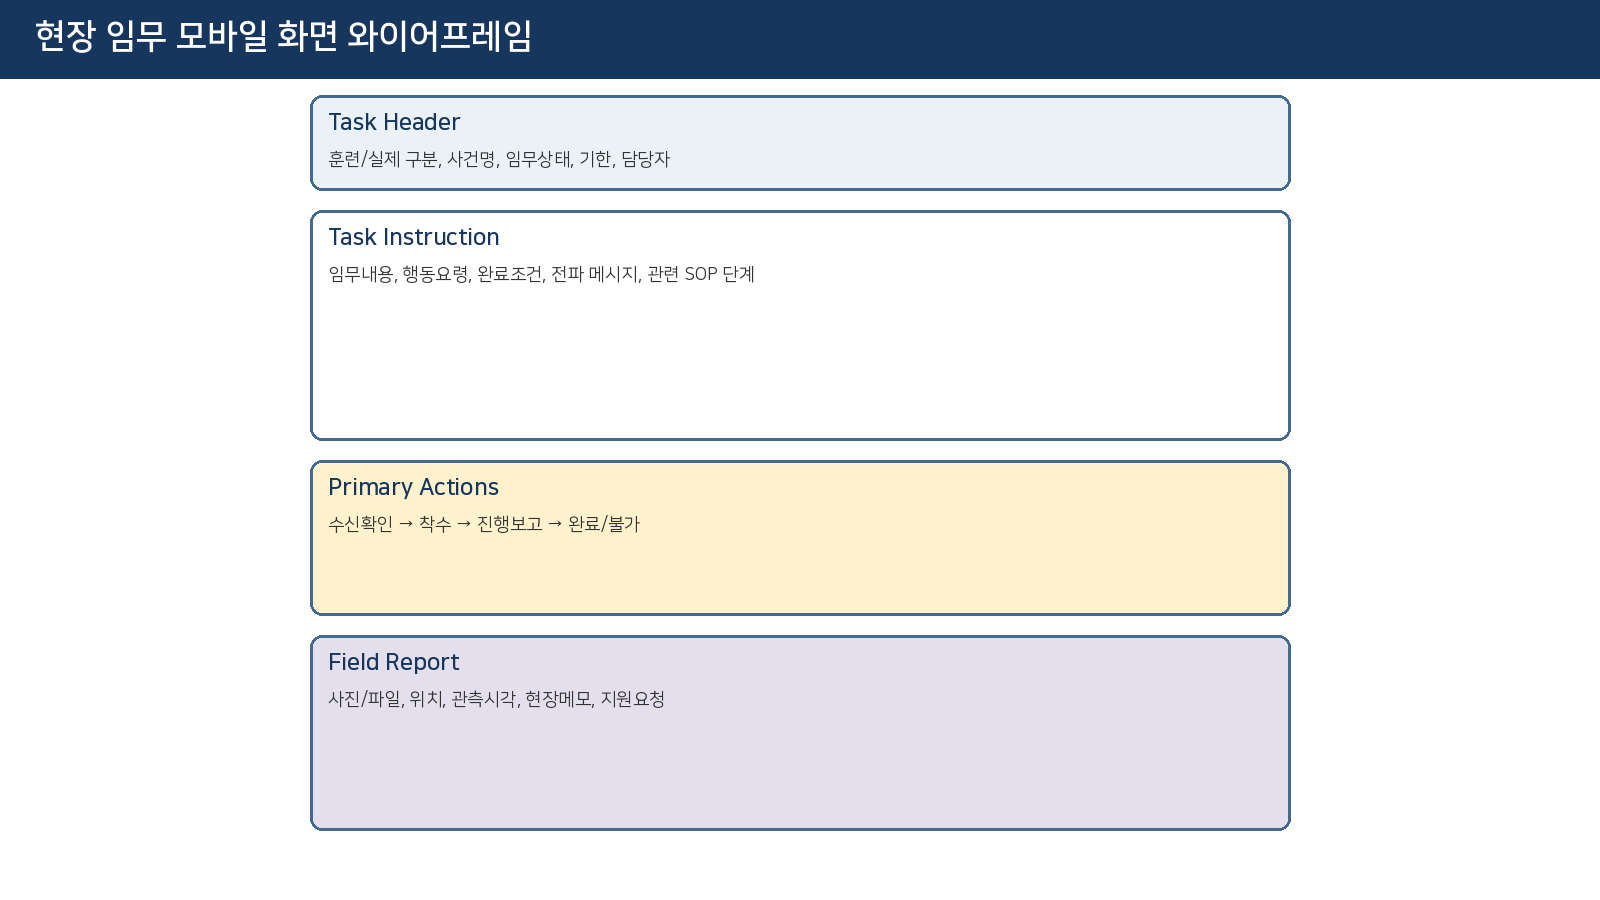 현장 임무 모바일 화면 와이어프레임
Task Header
훈련/실제 구분, 사건명, 임무상태, 기한, 담당자
Task Instruction
임무내용, 행동요령, 완료조건, 전파 메시지, 관련 SOP 단계
Primary Actions
수신확인 → 착수 → 진행보고 → 완료/불가
Field Report
사진/파일, 위치, 관측시각, 현장메모, 지원요청